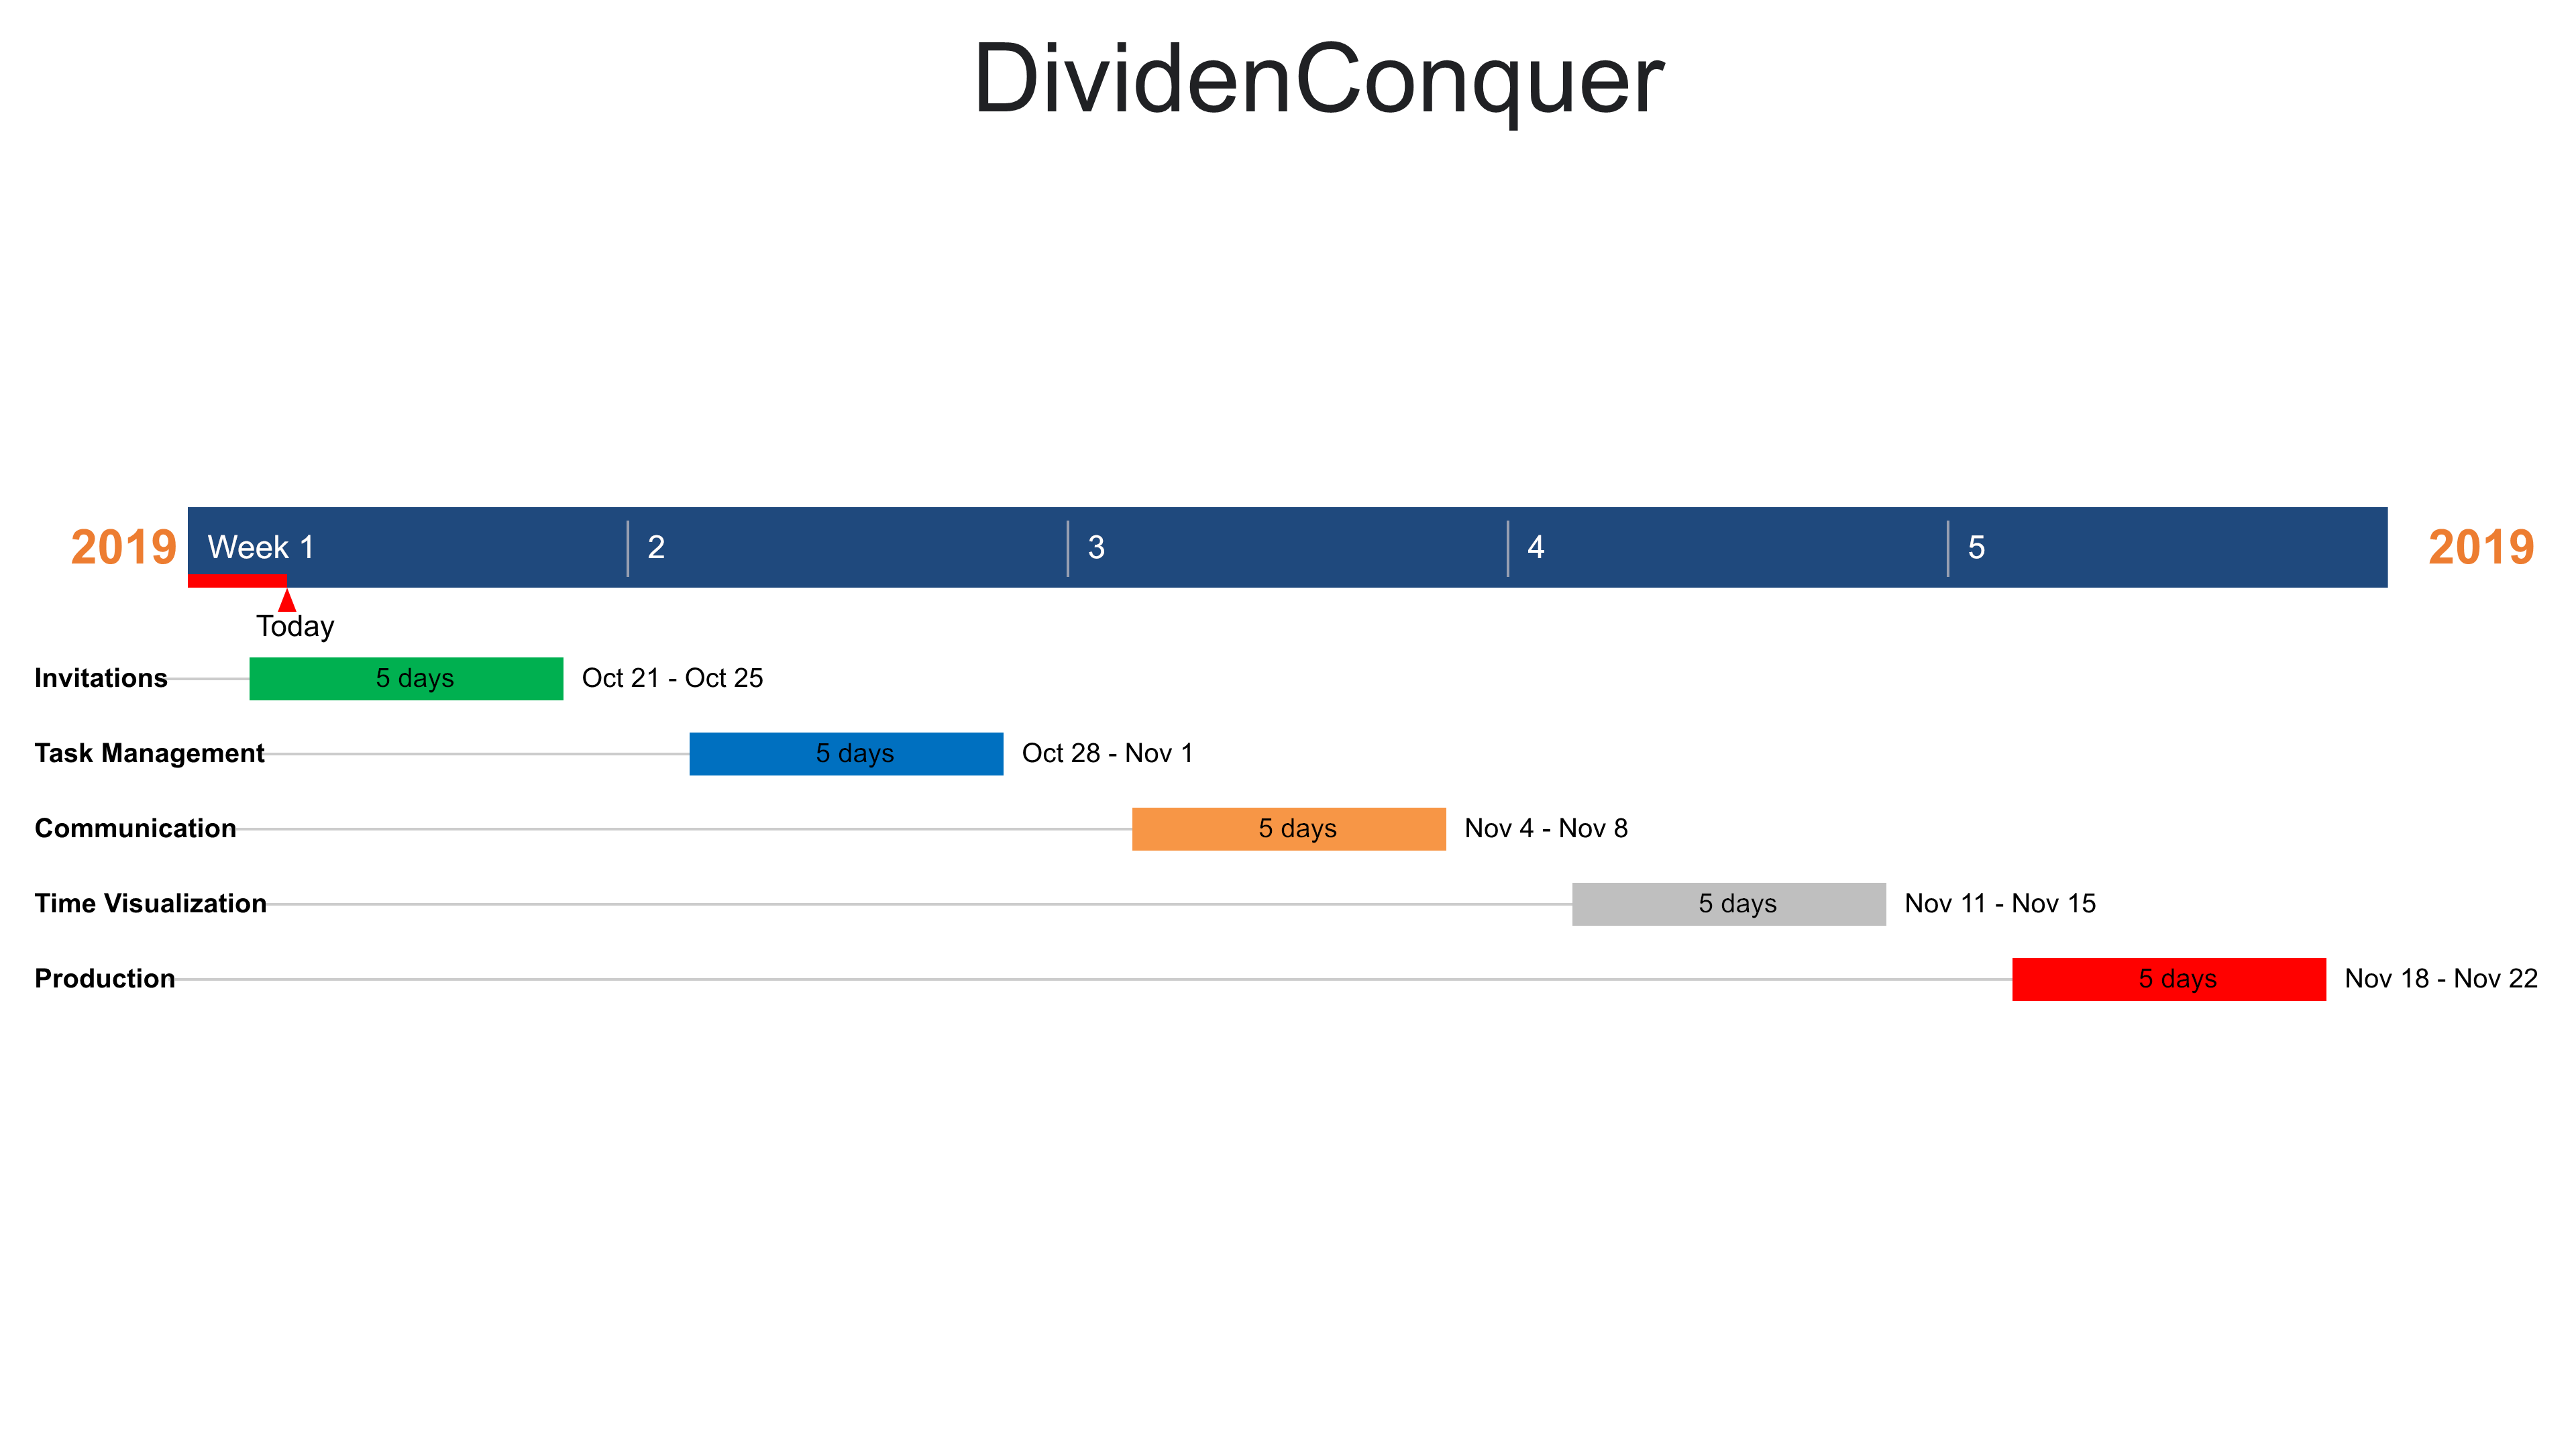 DividenConquer
2019 Week 1 2 3 4 5 2019
Today
Invitations 5 days Oct 21 - Oct 25
Task Management 5 days Oct 28 - Nov 1
Communication 5 days Nov 4 - Nov 8
Time Visualization 5 days Nov 11 - Nov 15
Production 5 days Nov 18 - Nov 22